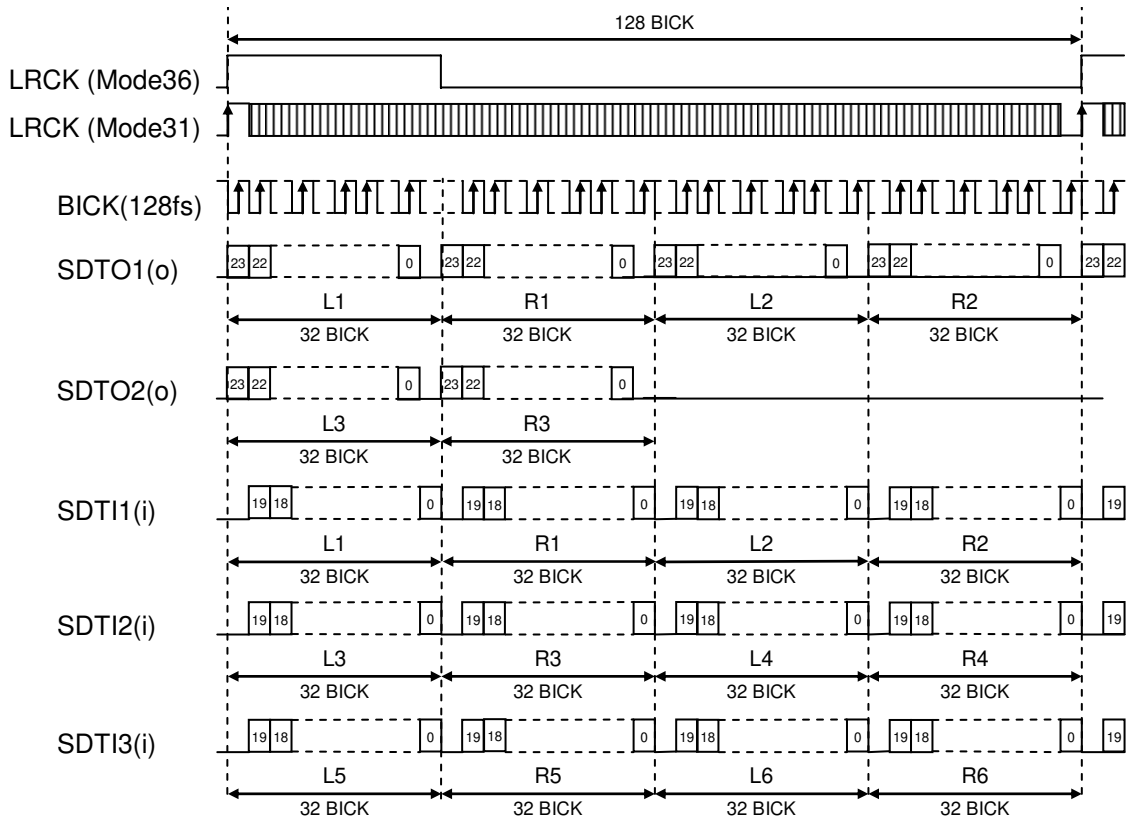 128 BICK
LRCK (Mode36)
LRCK (Mode31)
BICK(128fs)
SDTO1(o) 23 22 0 23 22 0 23 22 0 23 22 0 23 22
L1 R1 L2 R2
32 BICK 32 BICK 32 BICK 32 BICK
SDTO2(o) 23 22 0 23 22 0
L3 R3
32 BICK 32 BICK
SDTI1(i) 19 18 0 19 18 0 19 18 0 19 18 0 19
L1 R1 L2 R2
32 BICK 32 BICK 32 BICK 32 BICK
SDTI2(i) 19 18 0 19 18 0 19 18 0 19 18 0 19
L3 R3 L4 R4
32 BICK 32 BICK 32 BICK 32 BICK
SDTI3(i) 19 18 0 19 18 0 19 18 0 19 18 0 19
L5 R5 L6 R6
32 BICK 32 BICK 32 BICK 32 BICK